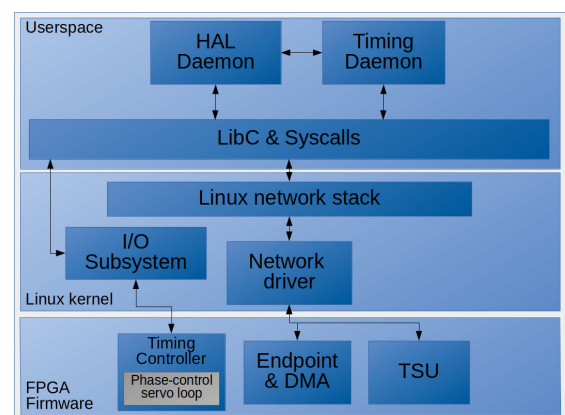 Userspace
HAL
Daemon
Timing
Daemon
LibC & Syscalls
Linux network stack
I/O
Subsystem
Network
driver
Linux kernel
Timing
Controller
Phase-control
servo loop
Endpoint
& DMA
TSU
FPGA
Firmware